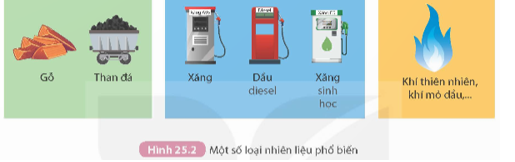 Diesel
Gỗ
Than đá
Xăng
Dầu
diesel
Xăng
sinh
học
Khí thiên nhiên,
khí mỏ dầu,...
Hình 25.2 Một số loại nhiên liệu phổ biến